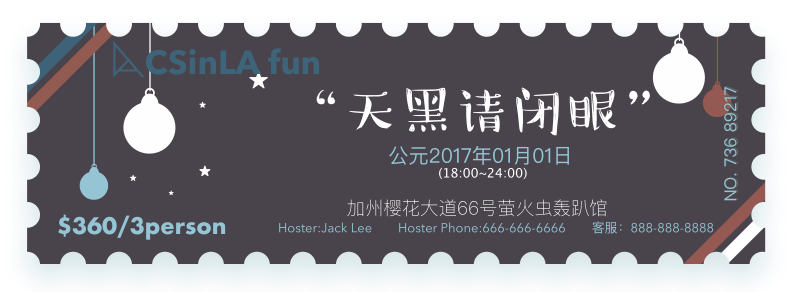 CSinLA fun
“天黑请闭眼”
公元2017年01月01日
(18:00~24:00)
加州樱花大道66号萤火虫轰趴馆
$360/3person
Hoster:Jack Lee Hoster Phone:666-666-6666 客服：888-888-8888
NO. 736 89217